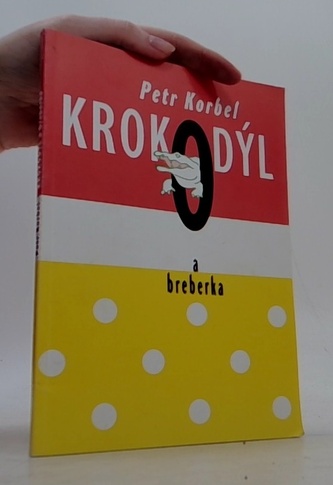 Petr Korbel
KROKODÝL
a
breberka